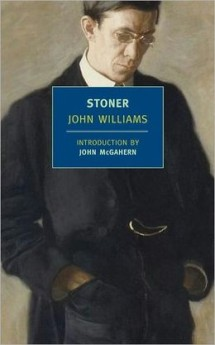 STONER
JOHN WILLIAMS
INTRODUCTION BY
JOHN McGAHERN